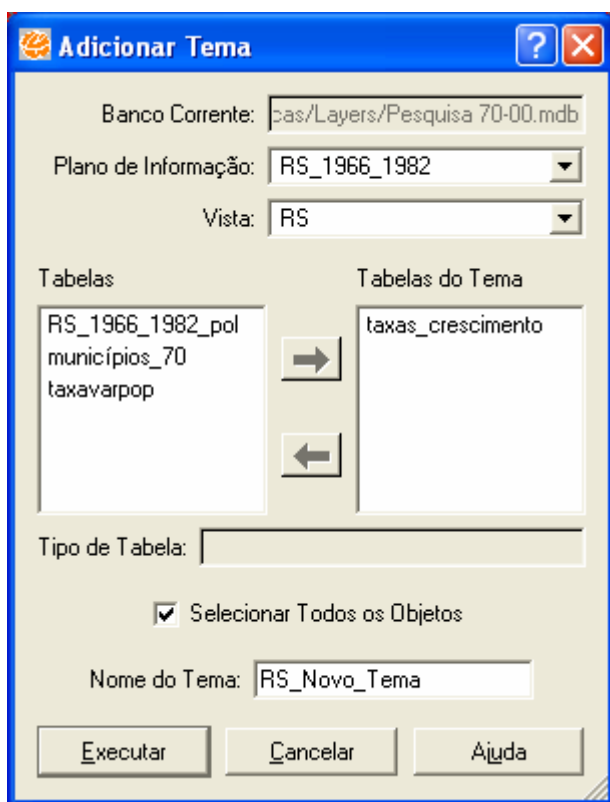 Adicionar Tema
Banco Corrente: cas/Layers/Pesquisa 70-00.mdb
Plano de Informação: RS_1966_1982
Vista: RS
Tabelas Tabelas do Tema
RS_1966_1982_pol taxas_crescimento
municípios_70
taxavarpop
Tipo de Tabela:
Selecionar Todos os Objetos
Nome do Tema: RS_Novo_Tema
Executar Cancelar Ajuda